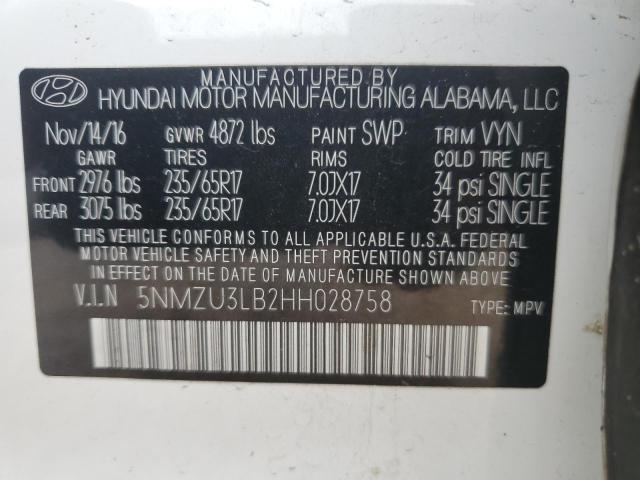 MANUFACTURED BY
HYUNDAI MOTOR MANUFACTURING ALABAMA, LLC
Nov/14/16 GVWR 4872 lbs PAINT SWP TRIM VYN
GAWR TIRES RIMS COLD TIRE INFL
FRONT 2976 lbs 235/65R17 7.0JX17 34 psi SINGLE
REAR 3075 lbs 235/65R17 7.0JX17 34 psi SINGLE
THIS VEHICLE CONFORMS TO ALL APPLICABLE U.S.A. FEDERAL
MOTOR VEHICLE SAFETY AND THEFT PREVENTION STANDARDS
IN EFFECT ON THE DATE OF MANUFACTURE SHOWN ABOVE.
V.I.N 5NMZU3LB2HH028758 TYPE: MPV